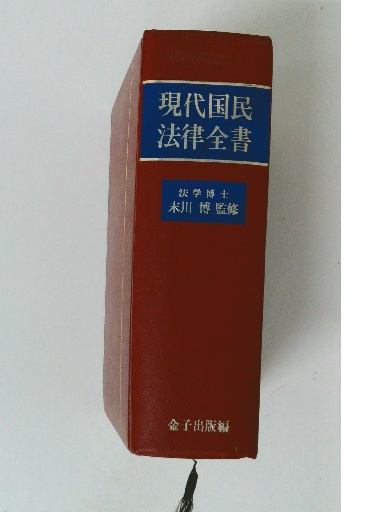 現代国民
法律全書
法学博士
末川 博 監修
金子出版編